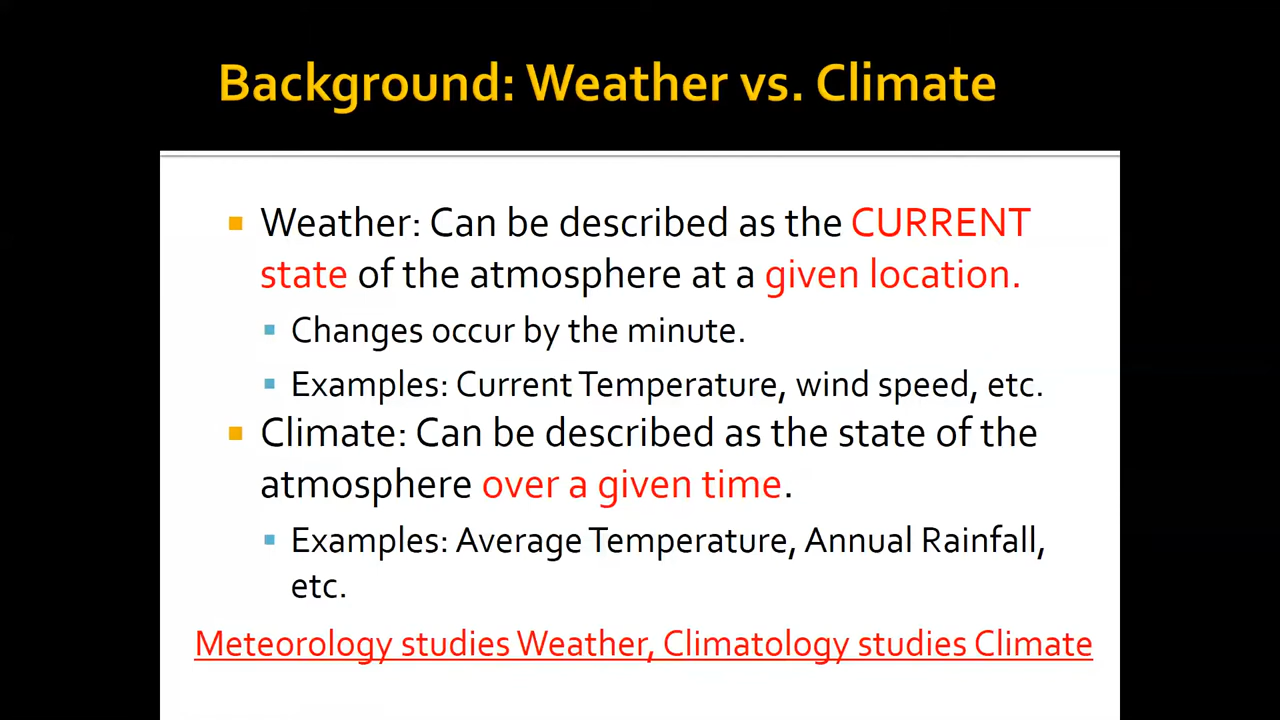 Background: Weather vs. Climate
Weather: Can be described as the CURRENT
state of the atmosphere at a given location.
Changes occur by the minute.
Examples: Current Temperature, wind speed, etc.
Climate: Can be described as the state of the
atmosphere over a given time.
Examples: Average Temperature, Annual Rainfall,
etc.
Meteorology studies Weather, Climatology studies Climate